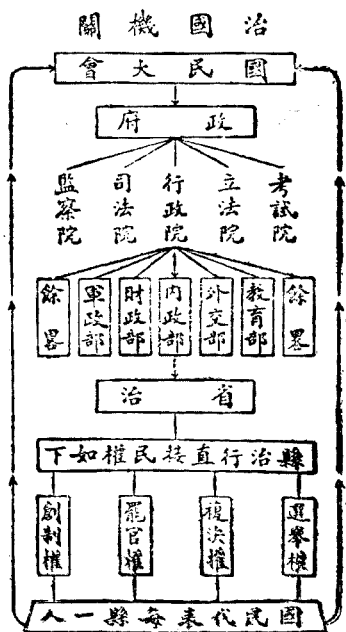 治國機關
國民大會
政府
考試院
立法院
行政院
司法院
監察院
餘畧
教育部
外交部
內政部
財政部
軍政部
餘畧
省治
縣治行直接民權如下
選舉權
複決權
罷官權
創制權
國民代表每縣一人